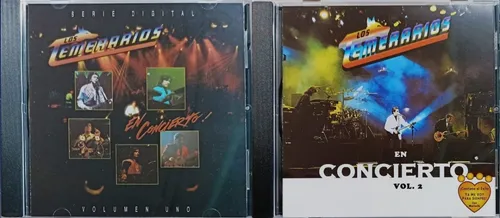 SERIE DIGITAL
LOS
TEMERARIOS
EN CONCIERTO!
VOLUMEN UNO
LOS
TEMERARIOS
EN
CONCIERTO
VOL. 2